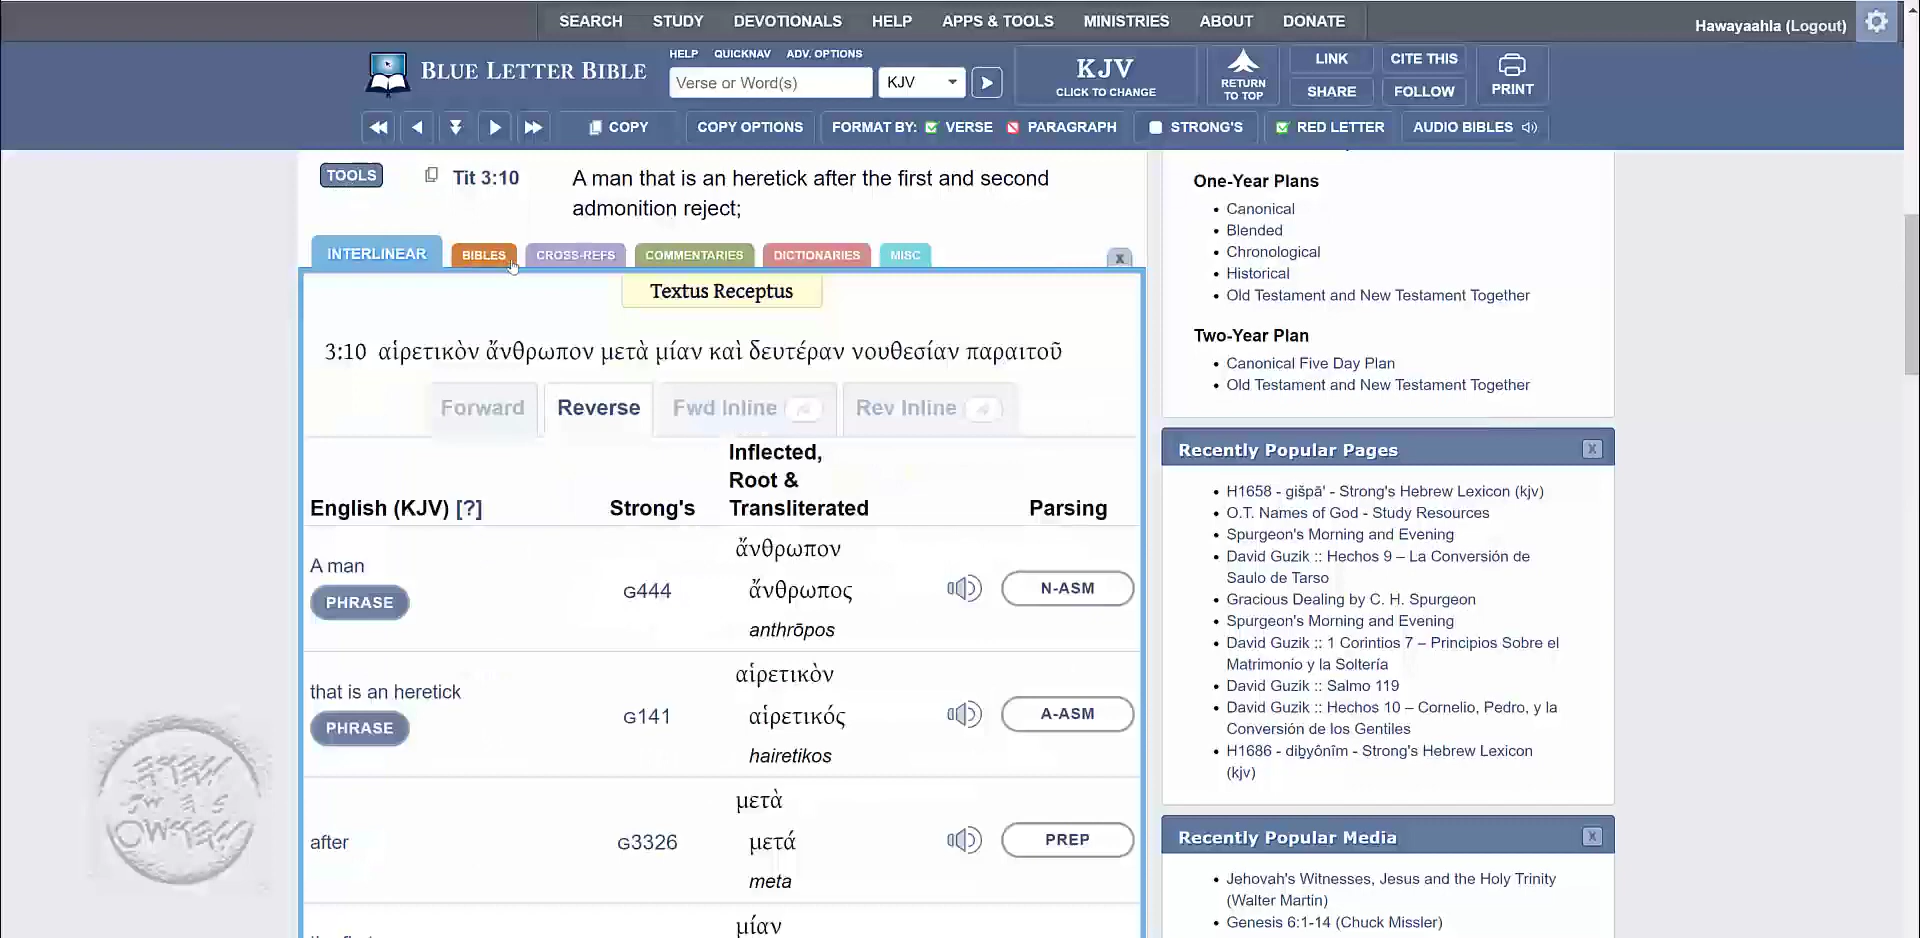 SEARCH STUDY DEVOTIONALS HELP APPS & TOOLS MINISTRIES ABOUT DONATE
Hawayaahla (Logout)
BLUE LETTER BIBLE
HELP QUICKNAV ADV. OPTIONS
Verse or Word(s) KJV
KJV
CLICK TO CHANGE
RETURN
TO TOP
LINK CITE THIS
SHARE FOLLOW
PRINT
COPY COPY OPTIONS FORMAT BY: VERSE PARAGRAPH STRONG'S RED LETTER AUDIO BIBLES
TOOLS Tit 3:10 A man that is an heretick after the first and second
admonition reject;
INTERLINEAR BIBLES CROSS-REFS COMMENTARIES DICTIONARIES MISC X
Textus Receptus
3:10 αἱρετικὸν ἄνθρωπον μετὰ μίαν καὶ δευτέραν νουθεσίαν παραιτοῦ
Forward Reverse Fwd Inline Rev Inline
English (KJV) [?] Strong's
Inflected,
Root &
Transliterated
Parsing
A man
PHRASE
G444
ἄνθρωπον
ἄνθρωπος
anthrōpos
N-ASM
that is an heretick
PHRASE
G141
αἱρετικὸν
αἱρετικός
hairetikos
A-ASM
after
G3326
μετὰ
μετά
meta
PREP
μίαν
One-Year Plans
Canonical
Blended
Chronological
Historical
Old Testament and New Testament Together
Two-Year Plan
Canonical Five Day Plan
Old Testament and New Testament Together
Recently Popular Pages X
H1658 - gišpā' - Strong's Hebrew Lexicon (kjv)
O.T. Names of God - Study Resources
Spurgeon's Morning and Evening
David Guzik :: Hechos 9 – La Conversión de
Saulo de Tarso
Gracious Dealing by C. H. Spurgeon
Spurgeon's Morning and Evening
David Guzik :: 1 Corintios 7 – Principios Sobre el
Matrimonio y la Soltería
David Guzik :: Salmo 119
David Guzik :: Hechos 10 – Cornelio, Pedro, y la
Conversión de los Gentiles
H1686 - diḇyônîm - Strong's Hebrew Lexicon
(kjv)
Recently Popular Media X
Jehovah's Witnesses, Jesus and the Holy Trinity
(Walter Martin)
Genesis 6:1-14 (Chuck Missler)